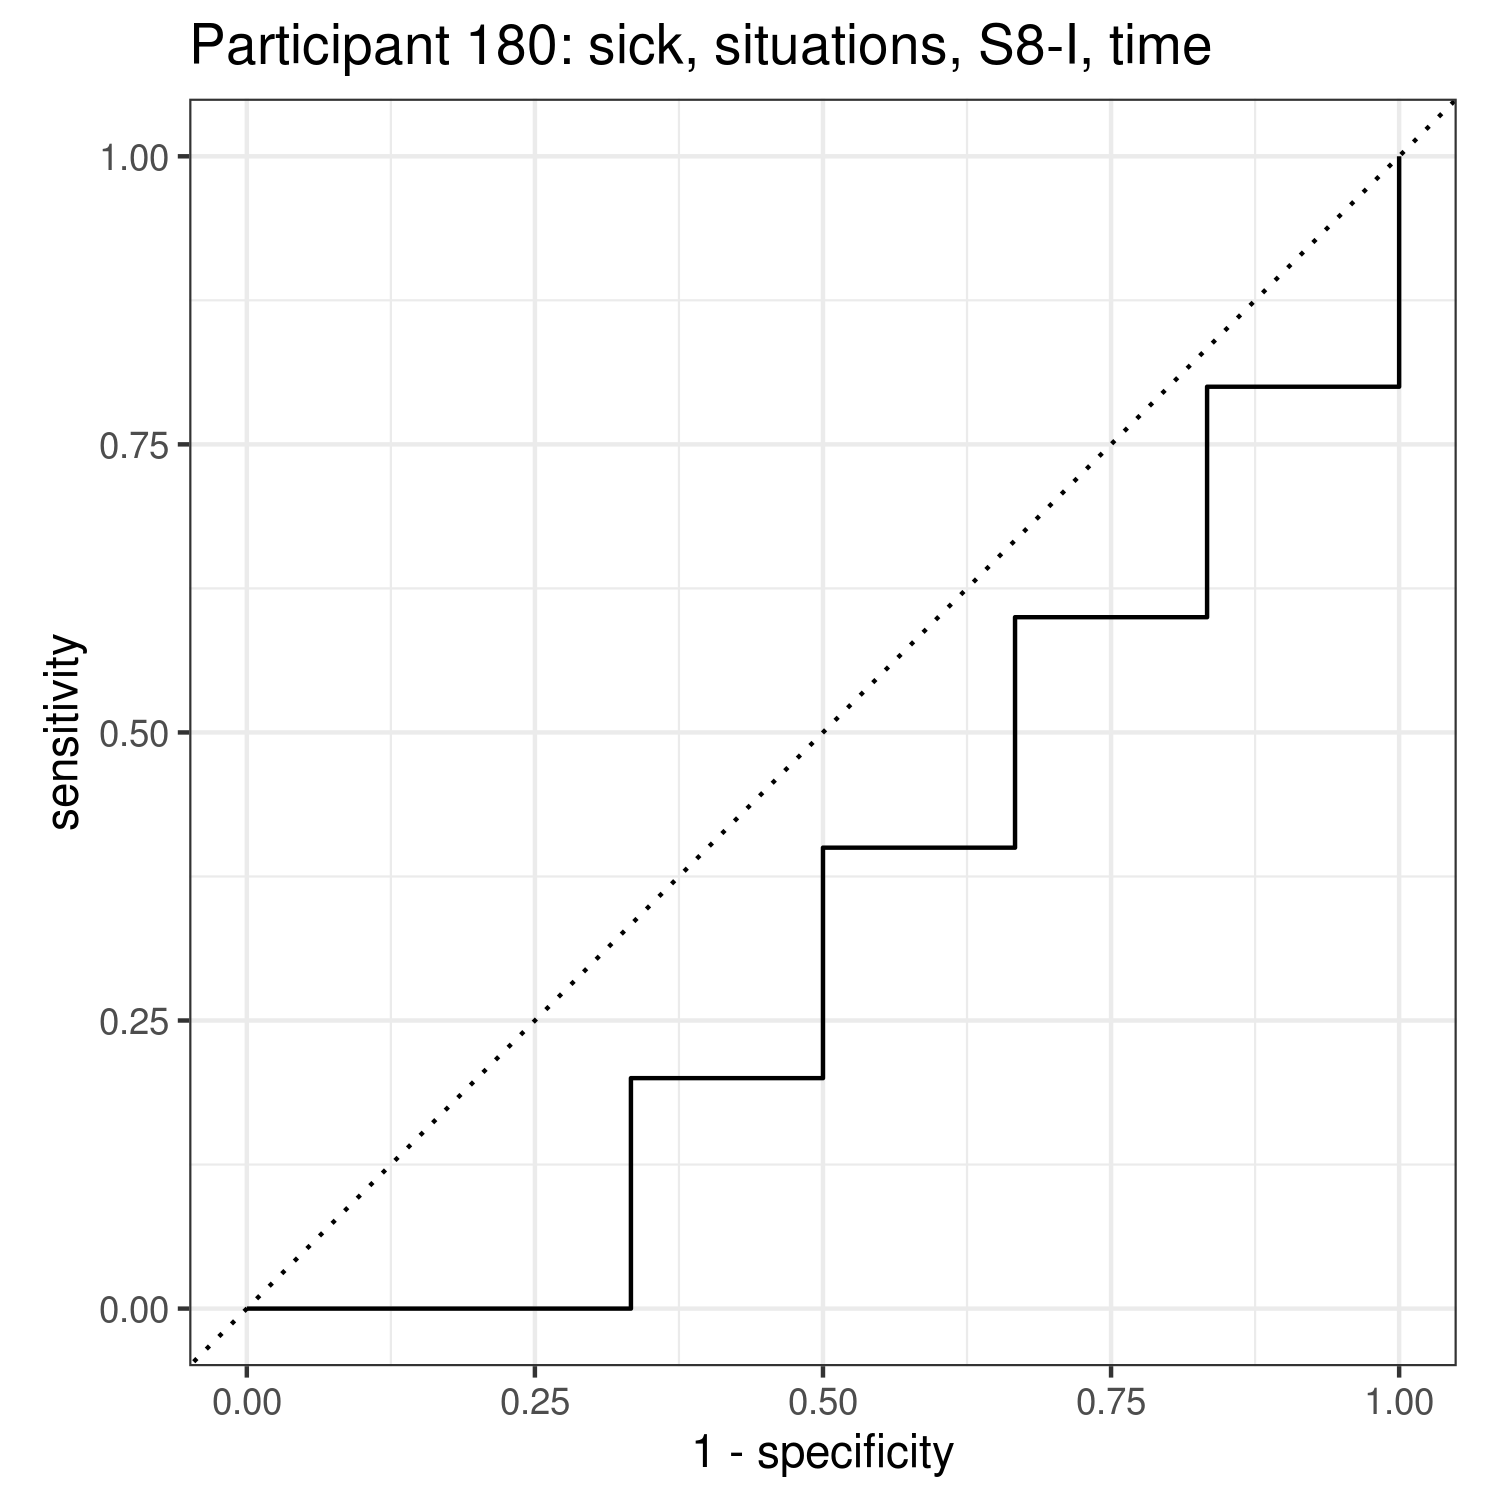 Participant 180: sick, situations, S8-I, time
1.00
0.75
0.50
0.25
0.00
sensitivity
0.00 0.25 0.50 0.75 1.00
1 - specificity